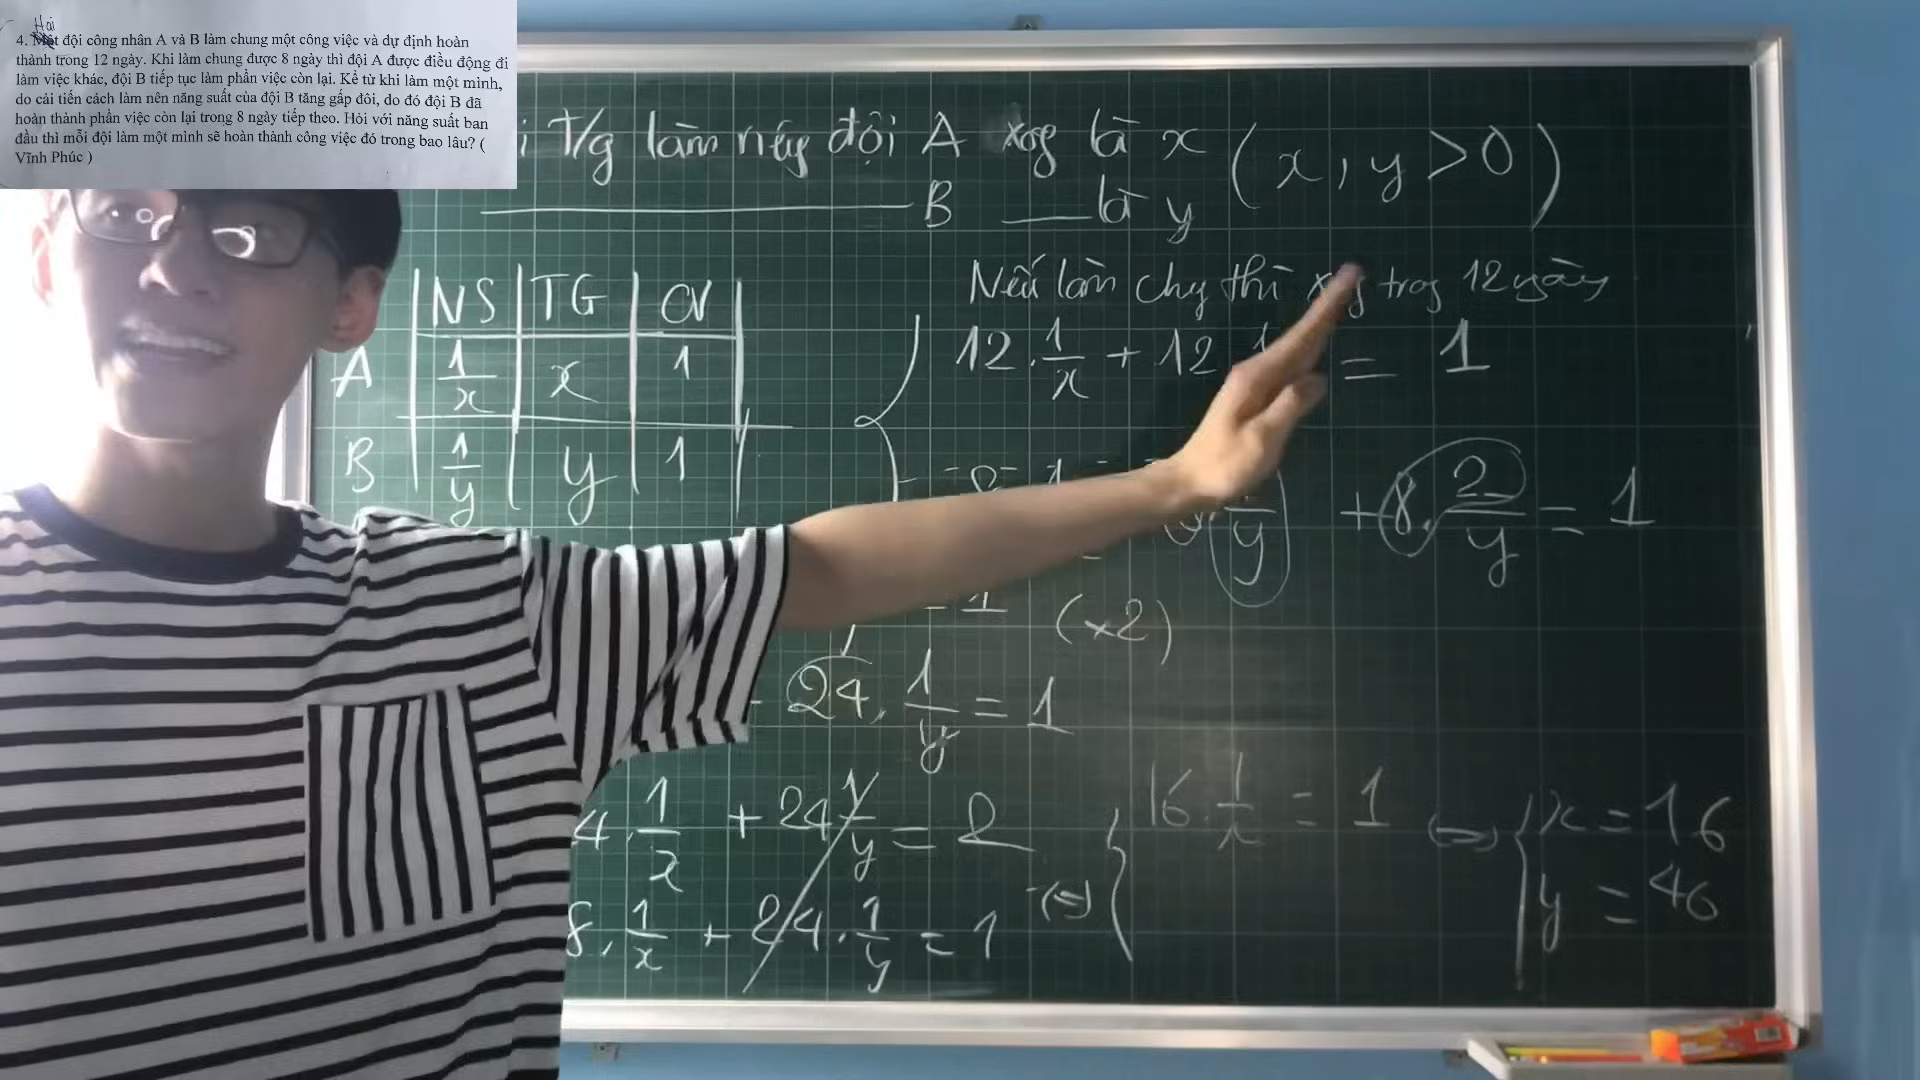 Hai
4. Một đội công nhân A và B làm chung một công việc và dự định hoàn
thành trong 12 ngày. Khi làm chung được 8 ngày thì đội A được điều động đi
làm việc khác, đội B tiếp tục làm phần việc còn lại. Kể từ khi làm một mình,
do cải tiến cách làm nên năng suất của đội B tăng gấp đôi, do đó đội B đã
hoàn thành phần việc còn lại trong 8 ngày tiếp theo. Hỏi với năng suất ban
đầu thì mỗi đội làm một mình sẽ hoàn thành công việc đó trong bao lâu? (
Vĩnh Phúc )
i T/g làm đội A xog là x ( x, y > 0 )
B là y
NS TG CV
A 1/x x 1
B 1/y y 1
Nếu làm chg thì trog 12 ngày
12 . 1/x + 12 = 1
1/y + 8 . 2/y = 1
= 1 (x2)
24 . 1/y = 1
4 . 1/x + 24 1/y = 2
8 . 1/x + 24 . 1/y = 1
(=) { 16 . 1/x = 1
(=) { x = 16
y = 46